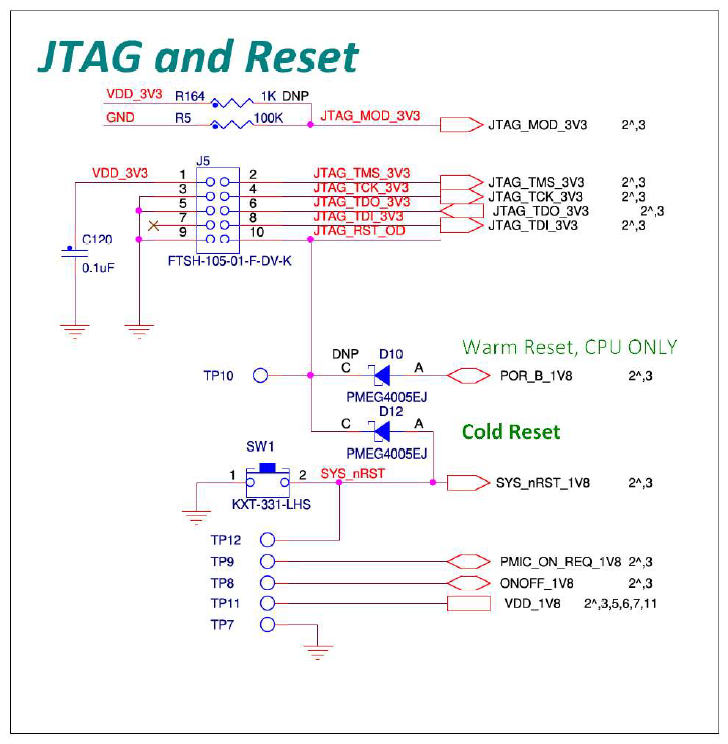 JTAG and Reset
VDD_3V3 R164 1K DNP
GND R5 100K JTAG_MOD_3V3 JTAG_MOD_3V3 2^,3
J5
VDD_3V3 1 2 JTAG_TMS_3V3 JTAG_TMS_3V3 2^,3
3 4 JTAG_TCK_3V3 JTAG_TCK_3V3 2^,3
5 6 JTAG_TDO_3V3 JTAG_TDO_3V3 2^,3
7 8 JTAG_TDI_3V3 JTAG_TDI_3V3 2^,3
9 10 JTAG_RST_OD
C120
0.1uF
FTSH-105-01-F-DV-K
Warm Reset, CPU ONLY
DNP D10
TP10 C A POR_B_1V8 2^,3
PMEG4005EJ
D12
C A
Cold Reset
PMEG4005EJ
SW1
1 2 SYS_nRST SYS_nRST_1V8 2^,3
KXT-331-LHS
TP12
TP9 PMIC_ON_REQ_1V8 2^,3
TP8 ONOFF_1V8 2^,3
TP11 VDD_1V8 2^,3,5,6,7,11
TP7